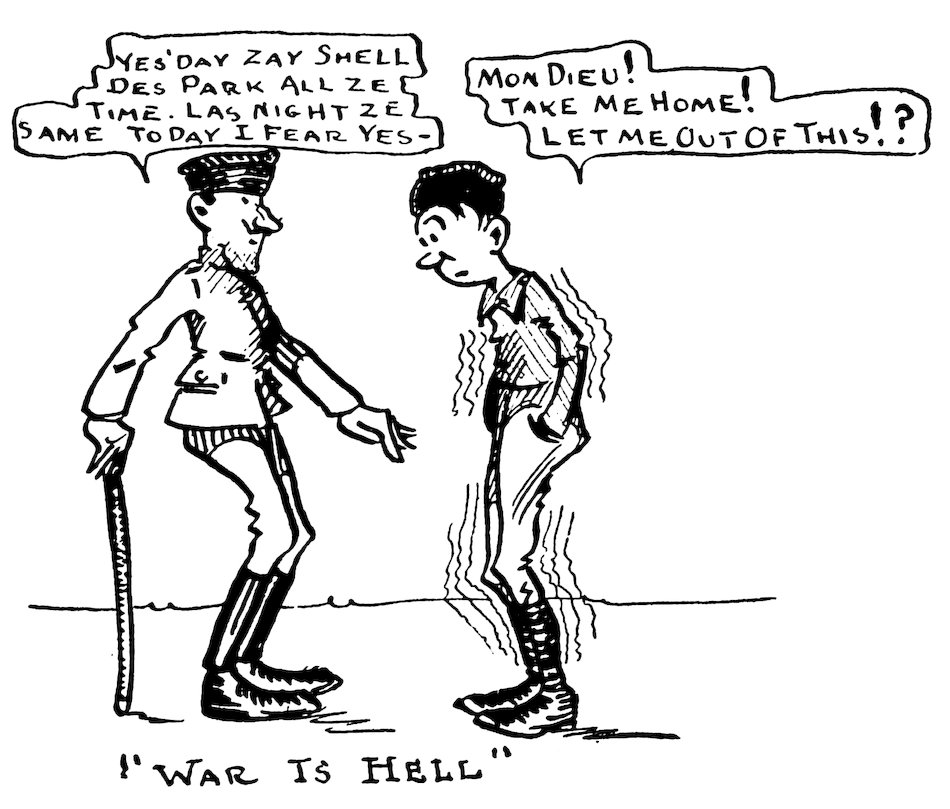 YES'DAY ZAY SHELL
DES PARK ALL ZE
TIME. LAS NIGHT ZE
SAME TODAY I FEAR YES-
MON DIEU!
TAKE ME HOME!
LET ME OUT OF THIS!!?
!"WAR IS HELL"